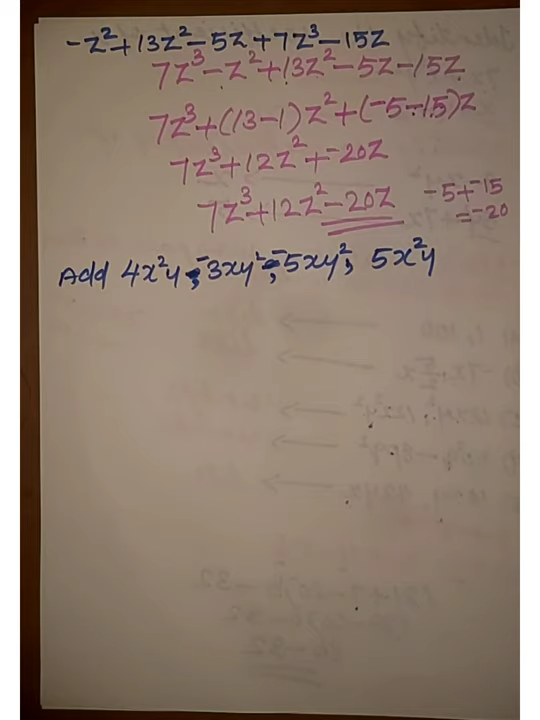 -z²+13z²-5z+7z³-15z
7z³-z²+13z²-5z-15z
7z³+(13-1)z²+(-5-15)z
7z³+12z²+-20z
7z³+12z²-20z
-5+-15
=-20
Add 4x²y, -3xy², -5xy², 5x²y